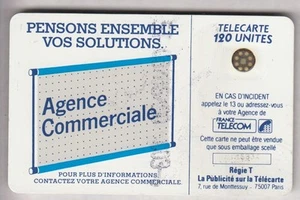 PENSONS ENSEMBLE
VOS SOLUTIONS.
Agence
Commerciale
POUR PLUS D'INFORMATIONS,
CONTACTEZ VOTRE AGENCE COMMERCIALE
TELECARTE
120 UNITES
EN CAS D'INCIDENT
appelez le 13 ou adressez-vous
à votre Agence de
FRANCE
TELECOM
Cette carte ne peut être vendue
que sous emballage scellé
Régie T
La Publicité sur la Télécarte
7, rue de Monttessuy - 75007 Paris